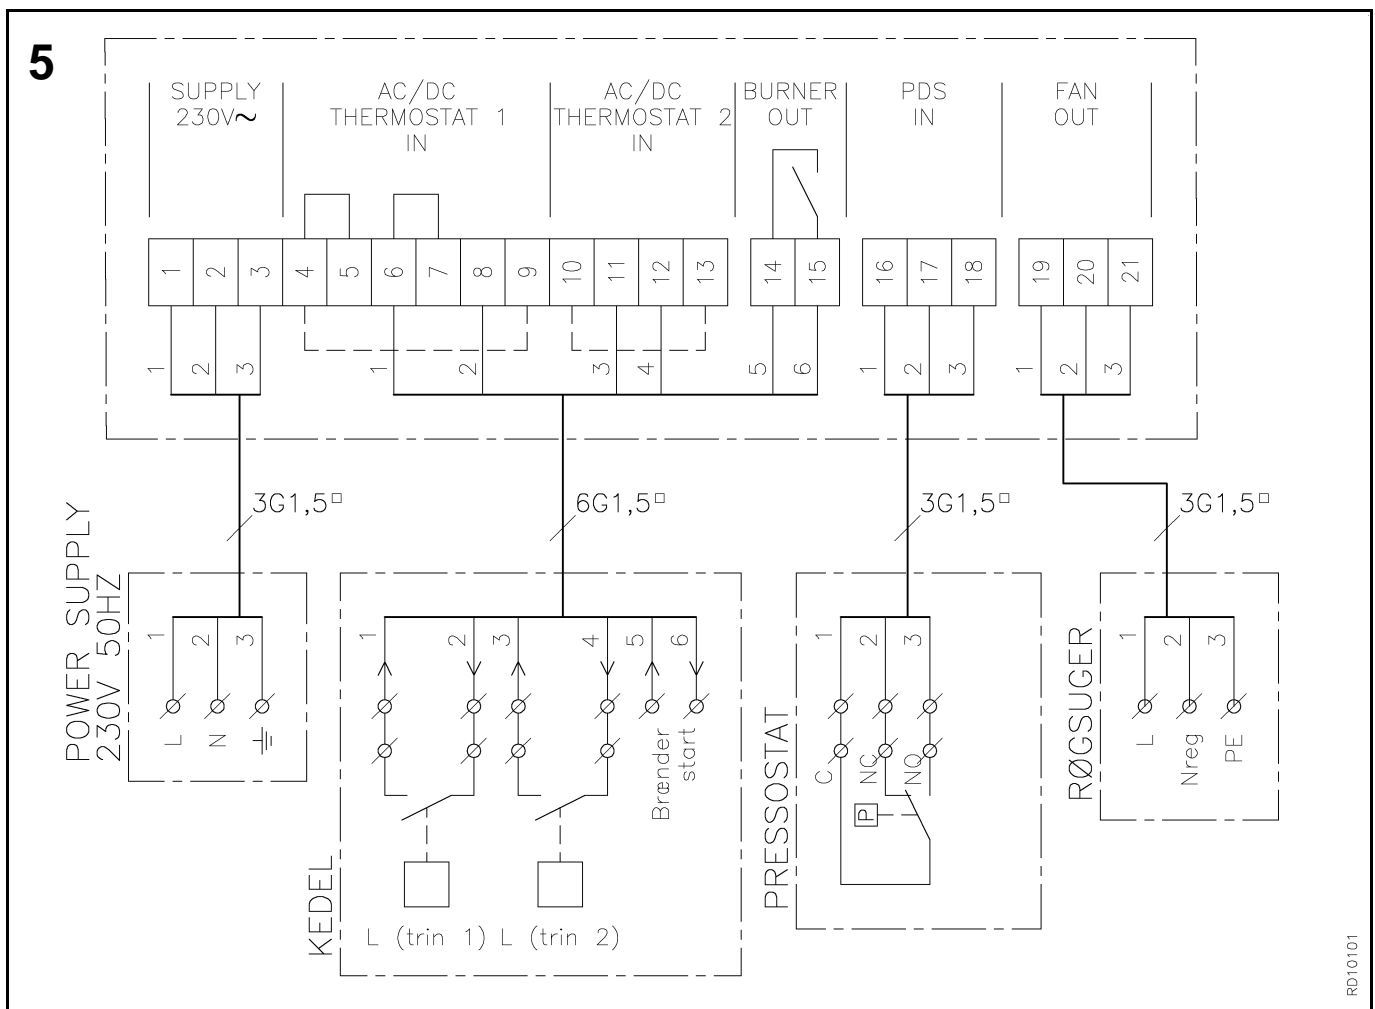 5
SUPPLY
230V~
AC/DC
THERMOSTAT 1
IN
AC/DC
THERMOSTAT 2
IN
BURNER
OUT
PDS
IN
FAN
OUT
1 2 3 4 5 6 7 8 9 10 11 12 13 14 15 16 17 18 19 20 21
1 2 3 1 2 3 4 5 6 1 2 3 1 2 3
3G1,5□
6G1,5□
3G1,5□
3G1,5□
POWER SUPPLY
230V 50HZ
1 2 3
L N
KEDEL
1 2 3 4 5 6
Brænder
start
L (trin 1) L (trin 2)
PRESSOSTAT
1 2 3
C NC NO
P
RØGSUGER
1 2 3
L Nreg PE
RD10101